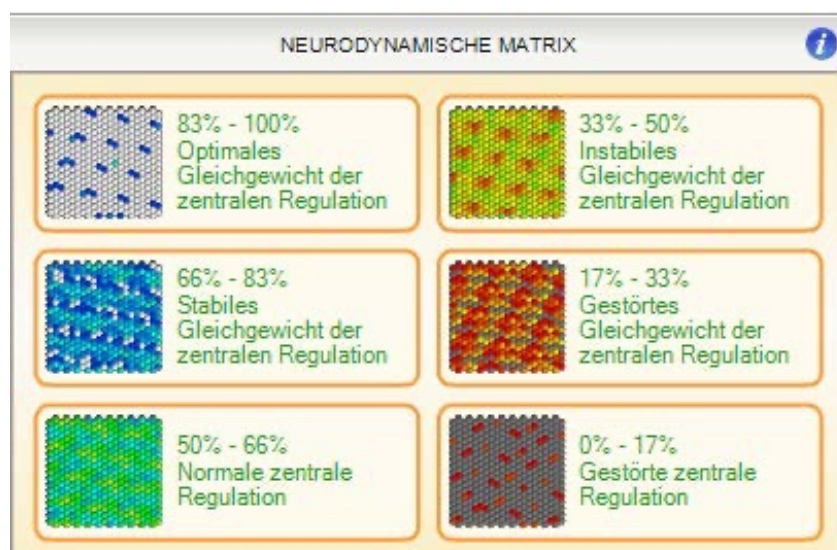 NEURODYNAMISCHE MATRIX
i
83% - 100%
Optimales
Gleichgewicht der
zentralen Regulation
33% - 50%
Instabiles
Gleichgewicht der
zentralen Regulation
66% - 83%
Stabiles
Gleichgewicht der
zentralen Regulation
17% - 33%
Gestörtes
Gleichgewicht der
zentralen Regulation
50% - 66%
Normale zentrale
Regulation
0% - 17%
Gestörte zentrale
Regulation